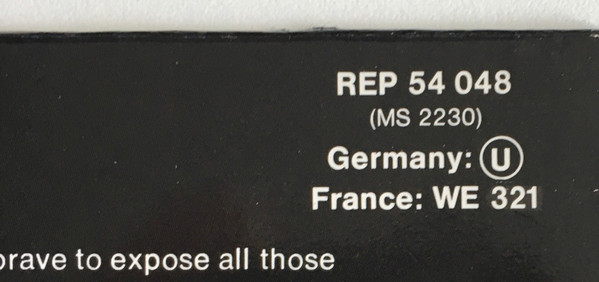 REP 54 048
(MS 2230)
Germany: Ⓤ
France: WE 321
brave to expose all those